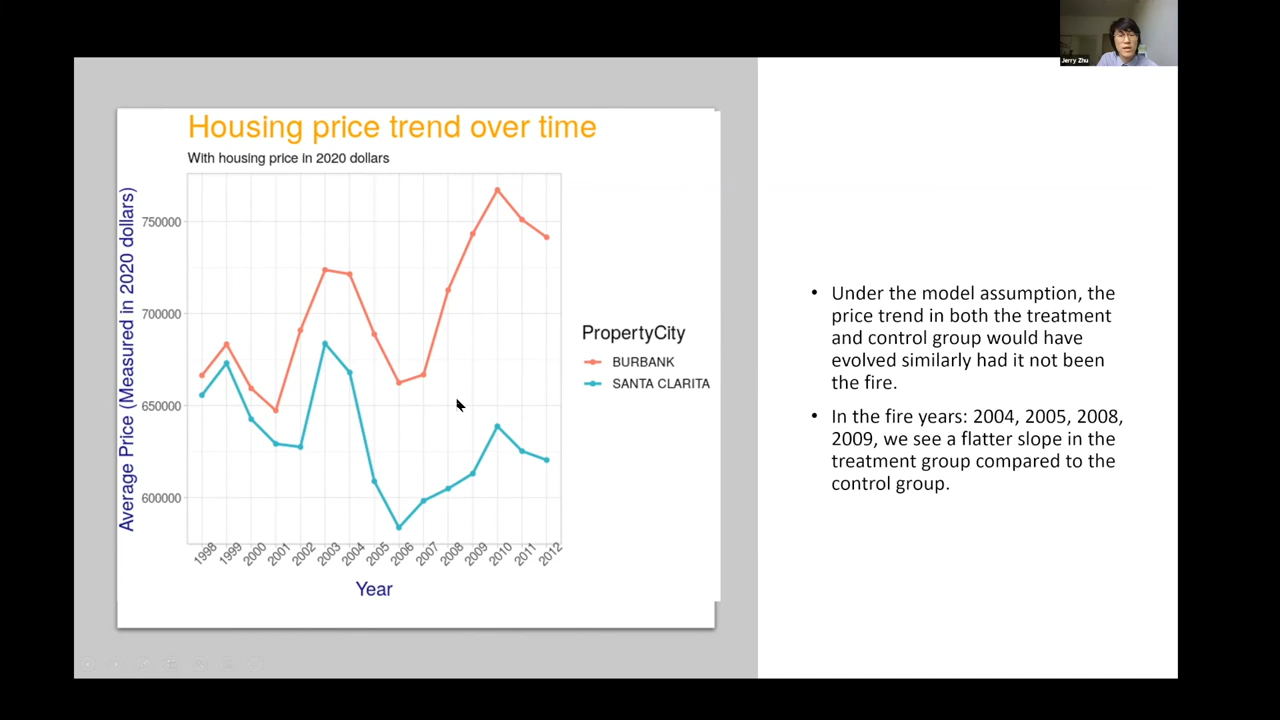 Jerry Zhu
Housing price trend over time
With housing price in 2020 dollars
Average Price (Measured in 2020 dollars)
750000
700000
650000
600000
1998
1999
2000
2001
2002
2003
2004
2005
2006
2007
2008
2009
2010
2011
2012
Year
PropertyCity
BURBANK
SANTA CLARITA
• Under the model assumption, the
price trend in both the treatment
and control group would have
evolved similarly had it not been
the fire.
• In the fire years: 2004, 2005, 2008,
2009, we see a flatter slope in the
treatment group compared to the
control group.